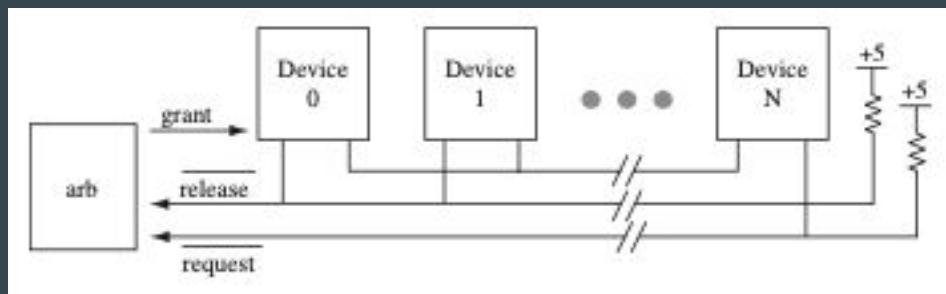 Device
0
Device
1
Device
N
+5
+5
grant
arb
release
request